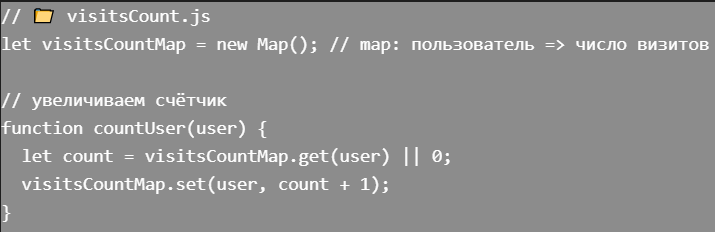 // 📁 visitsCount.js
let visitsCountMap = new Map(); // map: пользователь => число визитов
// увеличиваем счётчик
function countUser(user) {
  let count = visitsCountMap.get(user) || 0;
  visitsCountMap.set(user, count + 1);
}